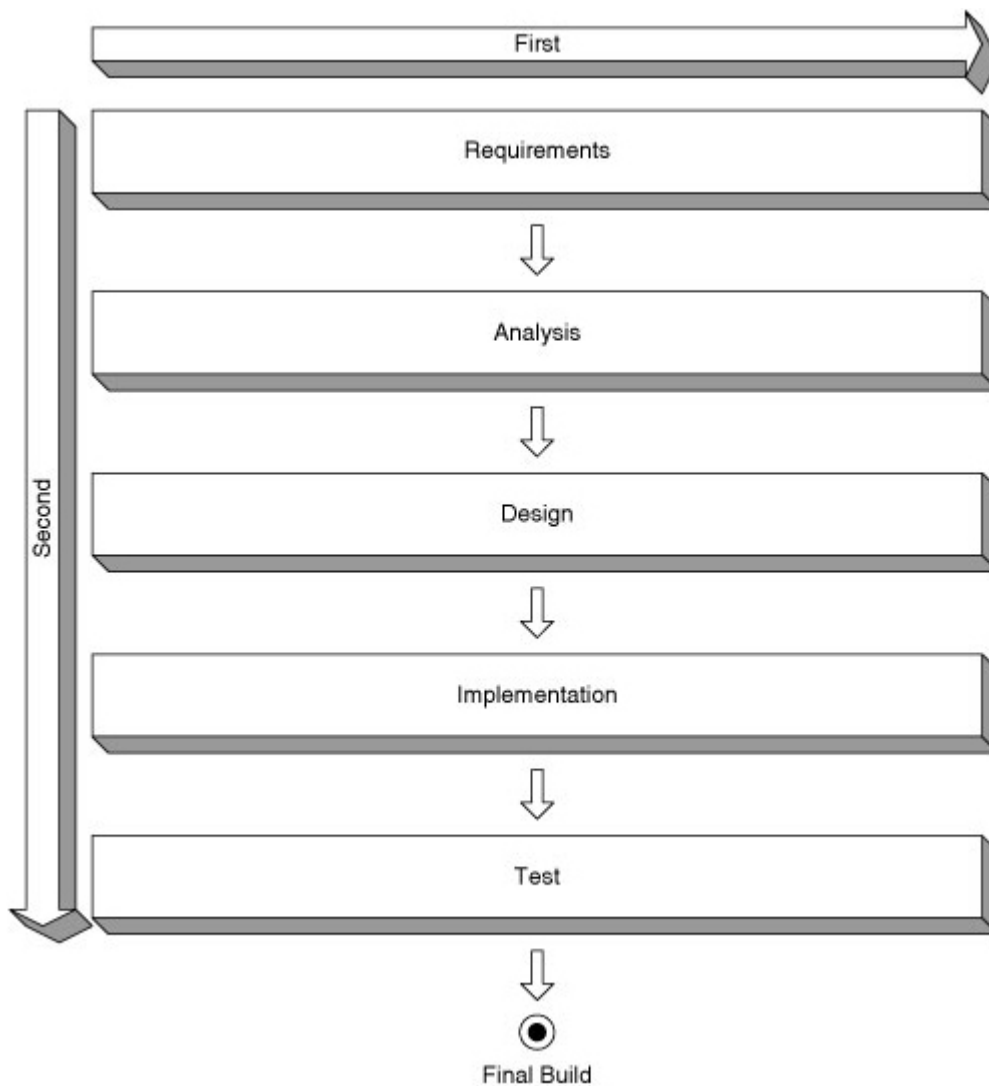 First
Requirements
Analysis
Second
Design
Implementation
Test
Final Build